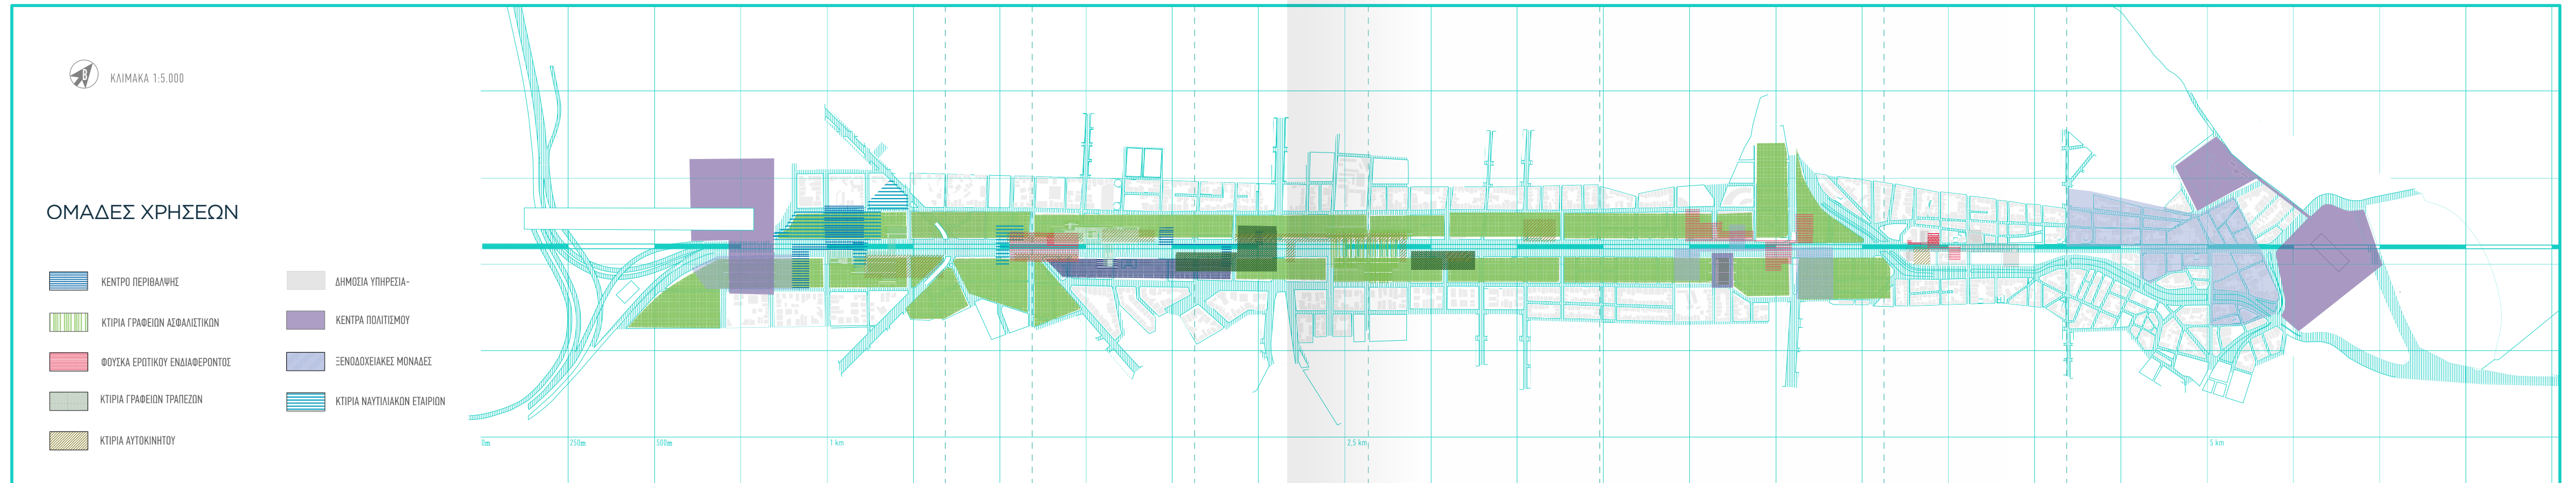 Β
ΚΛΙΜΑΚΑ 1:5.000
ΟΜΑΔΕΣ ΧΡΗΣΕΩΝ
ΚΕΝΤΡΟ ΠΕΡΙΘΑΛΨΗΣ
ΚΤΙΡΙΑ ΓΡΑΦΕΙΩΝ ΑΣΦΑΛΙΣΤΙΚΩΝ
ΦΟΥΣΚΑ ΕΡΩΤΙΚΟΥ ΕΝΔΙΑΦΕΡΟΝΤΟΣ
ΚΤΙΡΙΑ ΓΡΑΦΕΙΩΝ ΤΡΑΠΕΖΩΝ
ΚΤΙΡΙΑ ΑΥΤΟΚΙΝΗΤΟΥ
ΔΗΜΟΣΙΑ ΥΠΗΡΕΣΙΑ-
ΚΕΝΤΡΑ ΠΟΛΙΤΙΣΜΟΥ
ΞΕΝΟΔΟΧΕΙΑΚΕΣ ΜΟΝΑΔΕΣ
ΚΤΙΡΙΑ ΝΑΥΤΙΛΙΑΚΩΝ ΕΤΑΙΡΙΩΝ
0m 250m 500m 1 km 2,5 km 5 km